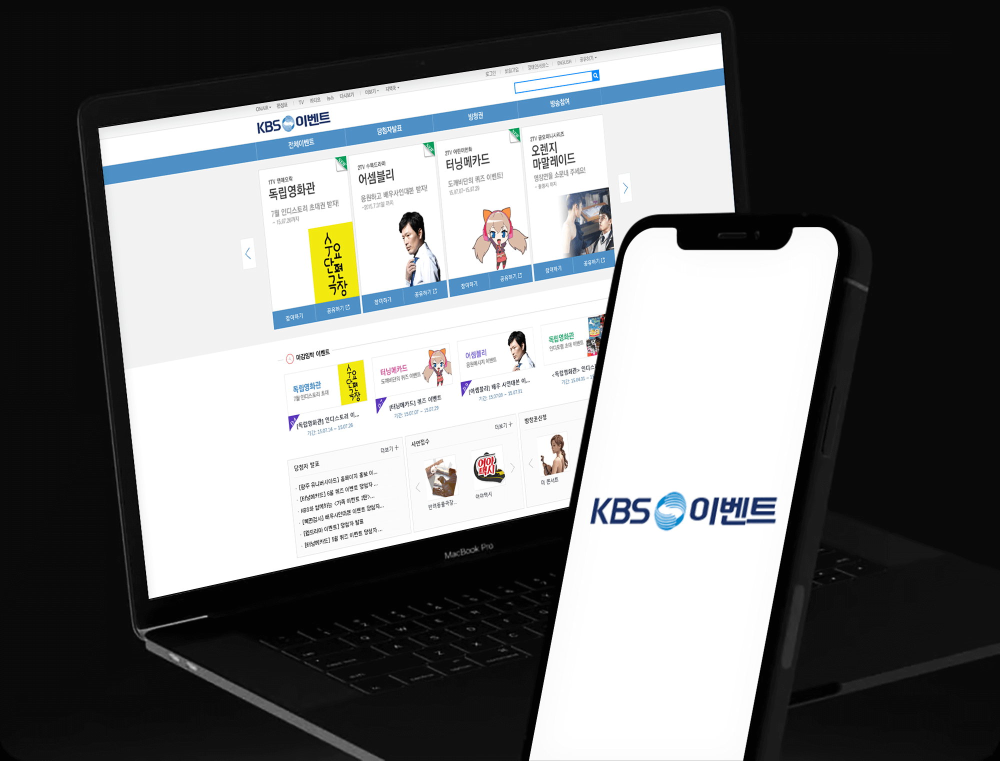 ONAIR 편성표 TV 라디오 뉴스 다시보기 더보기 지역국
로그인 회원가입 장애인서비스 ENGLISH 공유하기
KBS 이벤트
전체이벤트 당첨자발표 방청권 방송참여
NEW
1TV 연예오락
독립영화관
7월 인디스토리 초대권 받자!
~ 15.07.26까지
수요
단편
극장
참여하기 공유하기
NEW
2TV 수목드라마
어셈블리
응원하고 배우사인대본 받자!
~2015.7.31일 까지
참여하기 공유하기
NEW
2TV 어린이만화
터닝메카드
도깨비단의 퀴즈 이벤트!
15.07.07~15.07.29
참여하기 공유하기
2TV 금요미니시리즈
오렌지
마말레이드
명장면을 소문내 주세요!
~ 종영시 까지
참여하기 공유하기
마감임박 이벤트
독립영화관
7월 인디스토리 초대
수요
단편
극장
D-4
[독립영화관] 인디스토리 이...
기간: 15.07.14 ~ 15.07.26
터닝메카드
도깨비단의 퀴즈 이벤트
D-7
[터닝메카드] 퀴즈 이벤트
기간: 15.07.07 ~ 15.07.29
어셈블리
응원메시지 이벤트
D-9
[어셈블리] 배우 사인대본 이...
기간: 15.07.09 ~ 15.07.31
독립영화관
인디포럼 초대 이벤트
<독립영화관> 인디스
기간: 15.04.01 ~ 15
당첨자 발표 더보기
· [광주 유니버시아드] 홈페이지 홍보 이...
· [터닝메카드] 6월 퀴즈 이벤트 당첨자 ...
· KBS와 함께하는 <가족 이벤트 2탄>...
· [복면검사] 배우사인대본 이벤트 당첨자...
· [웹드라마 이벤트] 당첨자 발표
· [터닝메카드] 5월 퀴즈 이벤트 당첨자 ...
사연접수 더보기
반려동물극장...
여야
택시
여야택시
방청권신청
더 콘서트
MacBook Pro
KBS 이벤트